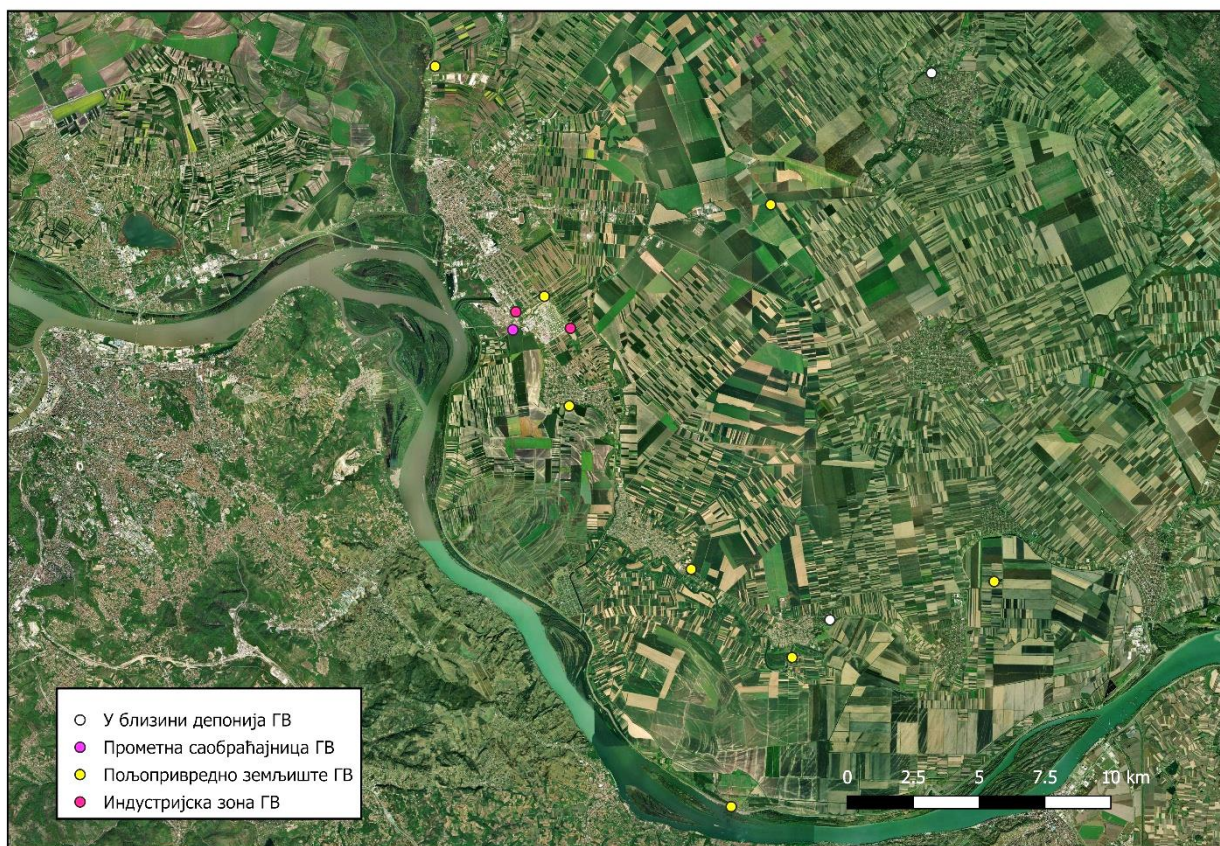 У близини депонија ГВ
Прометна саобраћајница ГВ
Пољопривредно земљиште ГВ
Индустријска зона ГВ
0 2.5 5 7.5 10 km